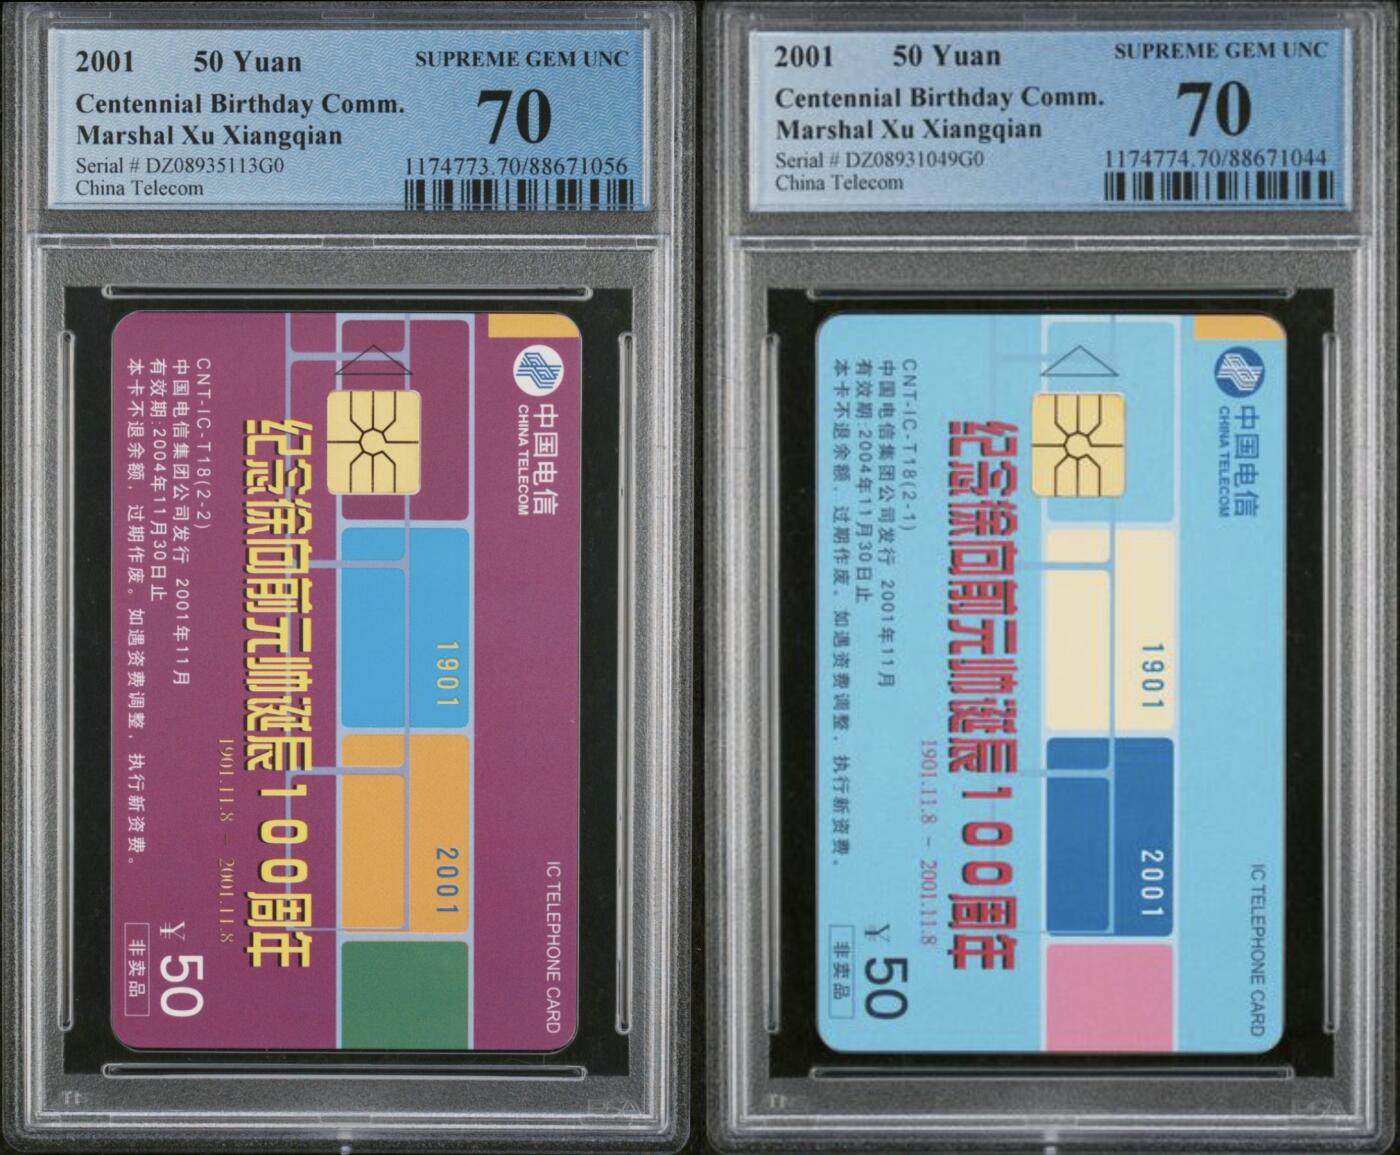 2001 50 Yuan SUPREME GEM UNC
Centennial Birthday Comm. 70
Marshal Xu Xiangqian
Serial # DZ08935113G0 1174773.70/88671056
China Telecom
中国电信
CHINA TELECOM
IC TELEPHONE CARD
1901
2001
纪念徐向前元帅诞辰100周年
1901.11.8 - 2001.11.8
CNT-IC-T18(2-2)
中国电信集团公司发行 2001年11月
有效期:2004年11月30日止
本卡不退余额，过期作废。如遇资费调整，执行新资费。
¥ 50
非卖品
2001 50 Yuan SUPREME GEM UNC
Centennial Birthday Comm. 70
Marshal Xu Xiangqian
Serial # DZ08931049G0 1174774.70/88671044
China Telecom
中国电信
CHINA TELECOM
IC TELEPHONE CARD
1901
2001
纪念徐向前元帅诞辰100周年
1901.11.8 - 2001.11.8
CNT-IC-T18(2-1)
中国电信集团公司发行 2001年11月
有效期:2004年11月30日止
本卡不退余额，过期作废。如遇资费调整，执行新资费。
¥ 50
非卖品